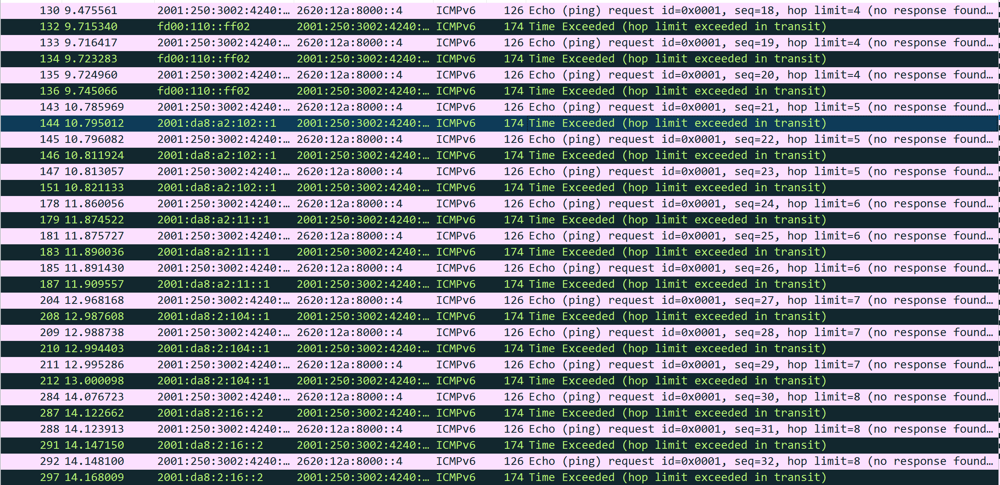 130 9.475561 2001:250:3002:4240:… 2620:12a:8000::4 ICMPv6 126 Echo (ping) request id=0x0001, seq=18, hop limit=4 (no response found…
132 9.715340 fd00:110::ff02 2001:250:3002:4240:… ICMPv6 174 Time Exceeded (hop limit exceeded in transit)
133 9.716417 2001:250:3002:4240:… 2620:12a:8000::4 ICMPv6 126 Echo (ping) request id=0x0001, seq=19, hop limit=4 (no response found…
134 9.723283 fd00:110::ff02 2001:250:3002:4240:… ICMPv6 174 Time Exceeded (hop limit exceeded in transit)
135 9.724960 2001:250:3002:4240:… 2620:12a:8000::4 ICMPv6 126 Echo (ping) request id=0x0001, seq=20, hop limit=4 (no response found…
136 9.745066 fd00:110::ff02 2001:250:3002:4240:… ICMPv6 174 Time Exceeded (hop limit exceeded in transit)
143 10.785969 2001:250:3002:4240:… 2620:12a:8000::4 ICMPv6 126 Echo (ping) request id=0x0001, seq=21, hop limit=5 (no response found…
144 10.795012 2001:da8:a2:102::1 2001:250:3002:4240:… ICMPv6 174 Time Exceeded (hop limit exceeded in transit)
145 10.796082 2001:250:3002:4240:… 2620:12a:8000::4 ICMPv6 126 Echo (ping) request id=0x0001, seq=22, hop limit=5 (no response found…
146 10.811924 2001:da8:a2:102::1 2001:250:3002:4240:… ICMPv6 174 Time Exceeded (hop limit exceeded in transit)
147 10.813057 2001:250:3002:4240:… 2620:12a:8000::4 ICMPv6 126 Echo (ping) request id=0x0001, seq=23, hop limit=5 (no response found…
151 10.821133 2001:da8:a2:102::1 2001:250:3002:4240:… ICMPv6 174 Time Exceeded (hop limit exceeded in transit)
178 11.860056 2001:250:3002:4240:… 2620:12a:8000::4 ICMPv6 126 Echo (ping) request id=0x0001, seq=24, hop limit=6 (no response found…
179 11.874522 2001:da8:a2:11::1 2001:250:3002:4240:… ICMPv6 174 Time Exceeded (hop limit exceeded in transit)
181 11.875727 2001:250:3002:4240:… 2620:12a:8000::4 ICMPv6 126 Echo (ping) request id=0x0001, seq=25, hop limit=6 (no response found…
183 11.890036 2001:da8:a2:11::1 2001:250:3002:4240:… ICMPv6 174 Time Exceeded (hop limit exceeded in transit)
185 11.891430 2001:250:3002:4240:… 2620:12a:8000::4 ICMPv6 126 Echo (ping) request id=0x0001, seq=26, hop limit=6 (no response found…
187 11.909557 2001:da8:a2:11::1 2001:250:3002:4240:… ICMPv6 174 Time Exceeded (hop limit exceeded in transit)
204 12.968168 2001:250:3002:4240:… 2620:12a:8000::4 ICMPv6 126 Echo (ping) request id=0x0001, seq=27, hop limit=7 (no response found…
208 12.987608 2001:da8:2:104::1 2001:250:3002:4240:… ICMPv6 174 Time Exceeded (hop limit exceeded in transit)
209 12.988738 2001:250:3002:4240:… 2620:12a:8000::4 ICMPv6 126 Echo (ping) request id=0x0001, seq=28, hop limit=7 (no response found…
210 12.994403 2001:da8:2:104::1 2001:250:3002:4240:… ICMPv6 174 Time Exceeded (hop limit exceeded in transit)
211 12.995286 2001:250:3002:4240:… 2620:12a:8000::4 ICMPv6 126 Echo (ping) request id=0x0001, seq=29, hop limit=7 (no response found…
212 13.000098 2001:da8:2:104::1 2001:250:3002:4240:… ICMPv6 174 Time Exceeded (hop limit exceeded in transit)
284 14.076723 2001:250:3002:4240:… 2620:12a:8000::4 ICMPv6 126 Echo (ping) request id=0x0001, seq=30, hop limit=8 (no response found…
287 14.122662 2001:da8:2:16::2 2001:250:3002:4240:… ICMPv6 174 Time Exceeded (hop limit exceeded in transit)
288 14.123913 2001:250:3002:4240:… 2620:12a:8000::4 ICMPv6 126 Echo (ping) request id=0x0001, seq=31, hop limit=8 (no response found…
291 14.147150 2001:da8:2:16::2 2001:250:3002:4240:… ICMPv6 174 Time Exceeded (hop limit exceeded in transit)
292 14.148100 2001:250:3002:4240:… 2620:12a:8000::4 ICMPv6 126 Echo (ping) request id=0x0001, seq=32, hop limit=8 (no response found…
297 14.168009 2001:da8:2:16::2 2001:250:3002:4240:… ICMPv6 174 Time Exceeded (hop limit exceeded in transit)